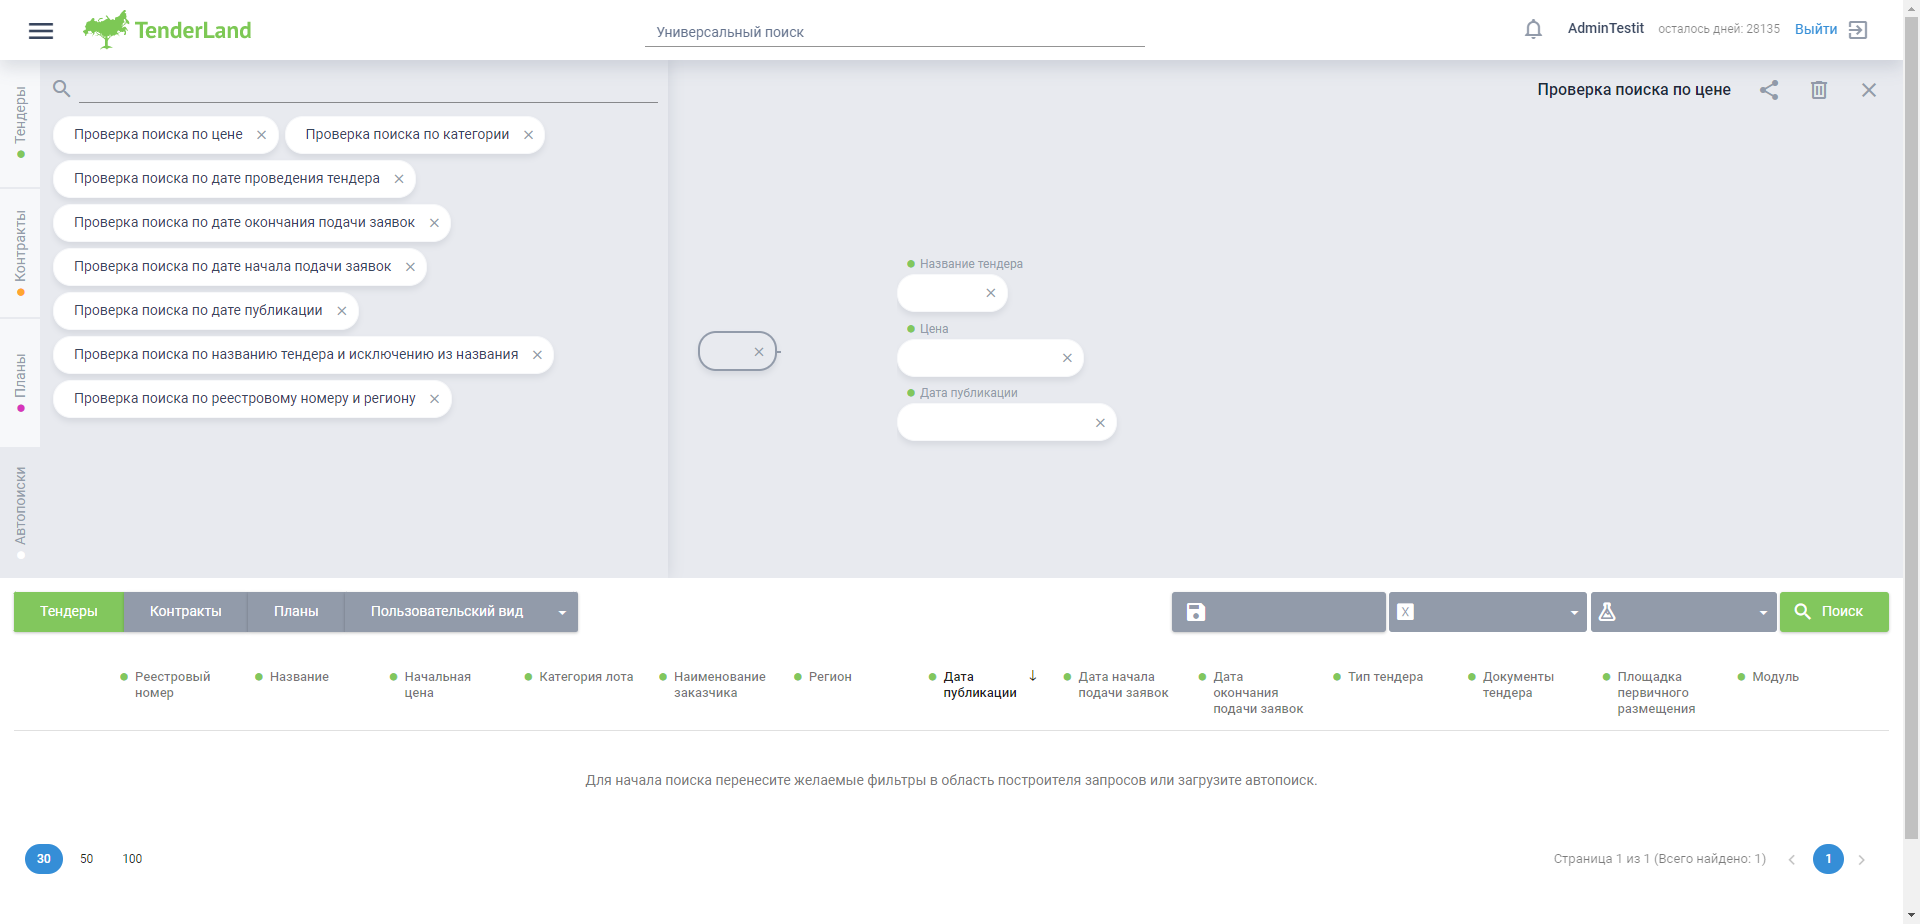 TenderLand
Универсальный поиск
AdminTestit
осталось дней: 28135
Выйти
Тендеры
Контракты
Планы
Автопоиски
Проверка поиска по цене
Проверка поиска по категории
Проверка поиска по дате проведения тендера
Проверка поиска по дате окончания подачи заявок
Проверка поиска по дате начала подачи заявок
Проверка поиска по дате публикации
Проверка поиска по названию тендера и исключению из названия
Проверка поиска по реестровому номеру и региону
Проверка поиска по цене
Название тендера
Цена
Дата публикации
Тендеры
Контракты
Планы
Пользовательский вид
X
Поиск
Реестровый
номер
Название
Начальная
цена
Категория лота
Наименование
заказчика
Регион
Дата
публикации
Дата начала
подачи заявок
Дата
окончания
подачи заявок
Тип тендера
Документы
тендера
Площадка
первичного
размещения
Модуль
Для начала поиска перенесите желаемые фильтры в область построителя запросов или загрузите автопоиск.
30
50
100
Страница 1 из 1 (Всего найдено: 1)
1